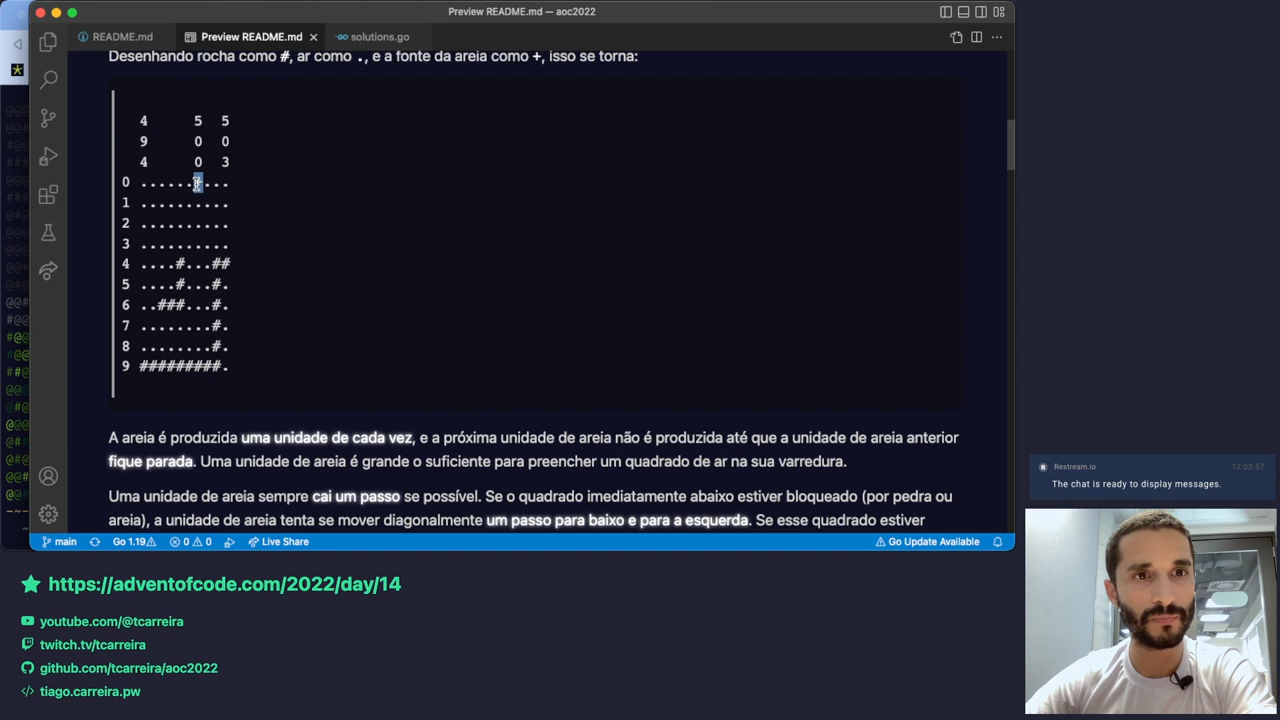 Preview README.md — aoc2022
README.md
Preview README.md
solutions.go
Desenhando rocha como #, ar como ., e a fonte da areia como +, isso se torna:
4     5  5
9     0  0
4     0  3
0 ......+...
1 ..........
2 ..........
3 ..........
4 ....#...##
5 ....#...#.
6 ..###...#.
7 ........#.
8 ........#.
9 #########.
A areia é produzida uma unidade de cada vez, e a próxima unidade de areia não é produzida até que a unidade de areia anterior
fique parada. Uma unidade de areia é grande o suficiente para preencher um quadrado de ar na sua varredura.
Uma unidade de areia sempre cai um passo se possível. Se o quadrado imediatamente abaixo estiver bloqueado (por pedra ou
areia), a unidade de areia tenta se mover diagonalmente um passo para baixo e para a esquerda. Se esse quadrado estiver
main
Go 1.19
0
0
Live Share
Go Update Available
Restream.io
12:03:57
The chat is ready to display messages.
https://adventofcode.com/2022/day/14
youtube.com/@tcarreira
twitch.tv/tcarreira
github.com/tcarreira/aoc2022
tiago.carreira.pw